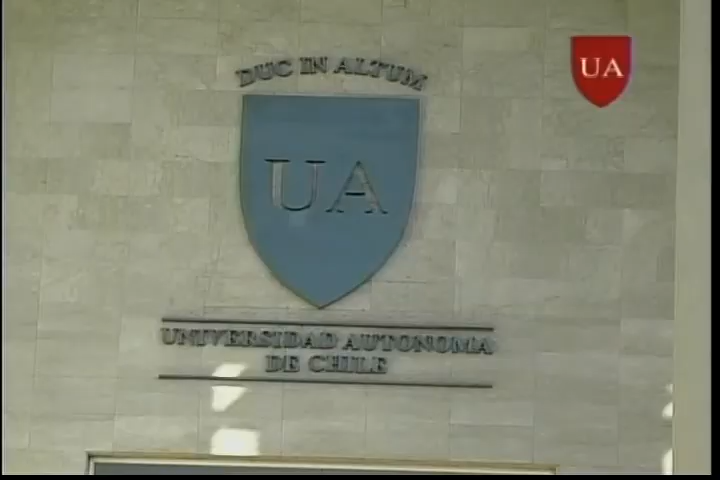 DUC IN ALTUM
UA
UA
UNIVERSIDAD AUTONOMA
DE CHILE